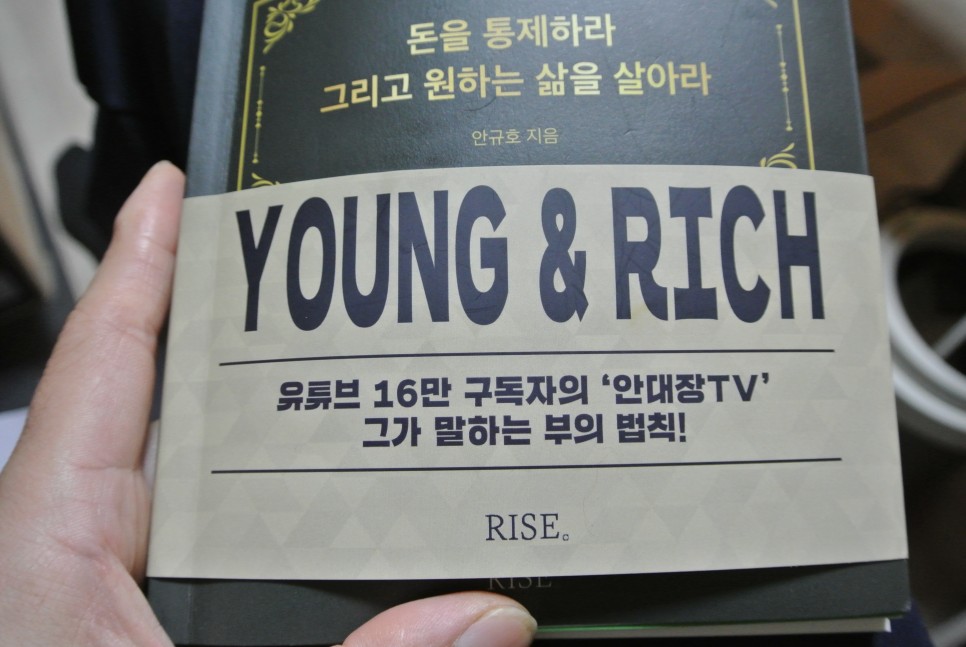 돈을 통제하라
그리고 원하는 삶을 살아라
안규호 지음
YOUNG & RICH
유튜브 16만 구독자의 ‘안대장TV’
그가 말하는 부의 법칙!
RISE
RISE